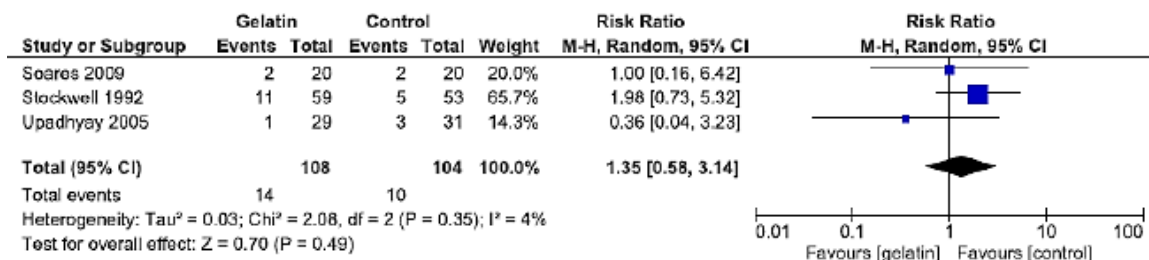 Gelatin Control Risk Ratio Risk Ratio
Study or Subgroup Events Total Events Total Weight M-H, Random, 95% CI M-H, Random, 95% CI
Soares 2009 2 20 2 20 20.0% 1.00 [0.16, 6.42]
Stockwell 1992 11 59 5 53 65.7% 1.98 [0.73, 5.32]
Upadhyay 2005 1 29 3 31 14.3% 0.36 [0.04, 3.23]
Total (95% CI) 108 104 100.0% 1.35 [0.58, 3.14]
Total events 14 10
Heterogeneity: Tau² = 0.03; Chi² = 2.08, df = 2 (P = 0.35); I² = 4%
Test for overall effect: Z = 0.70 (P = 0.49)
0.01 0.1 1 10 100
Favours [gelatin] Favours [control]